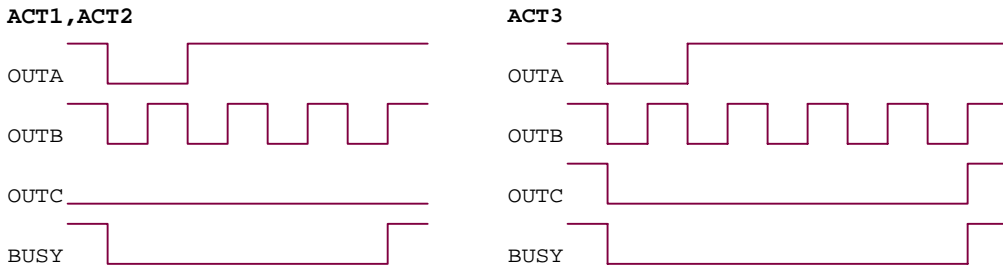 ACT1,ACT2
OUTA
OUTB
OUTC
BUSY
ACT3
OUTA
OUTB
OUTC
BUSY